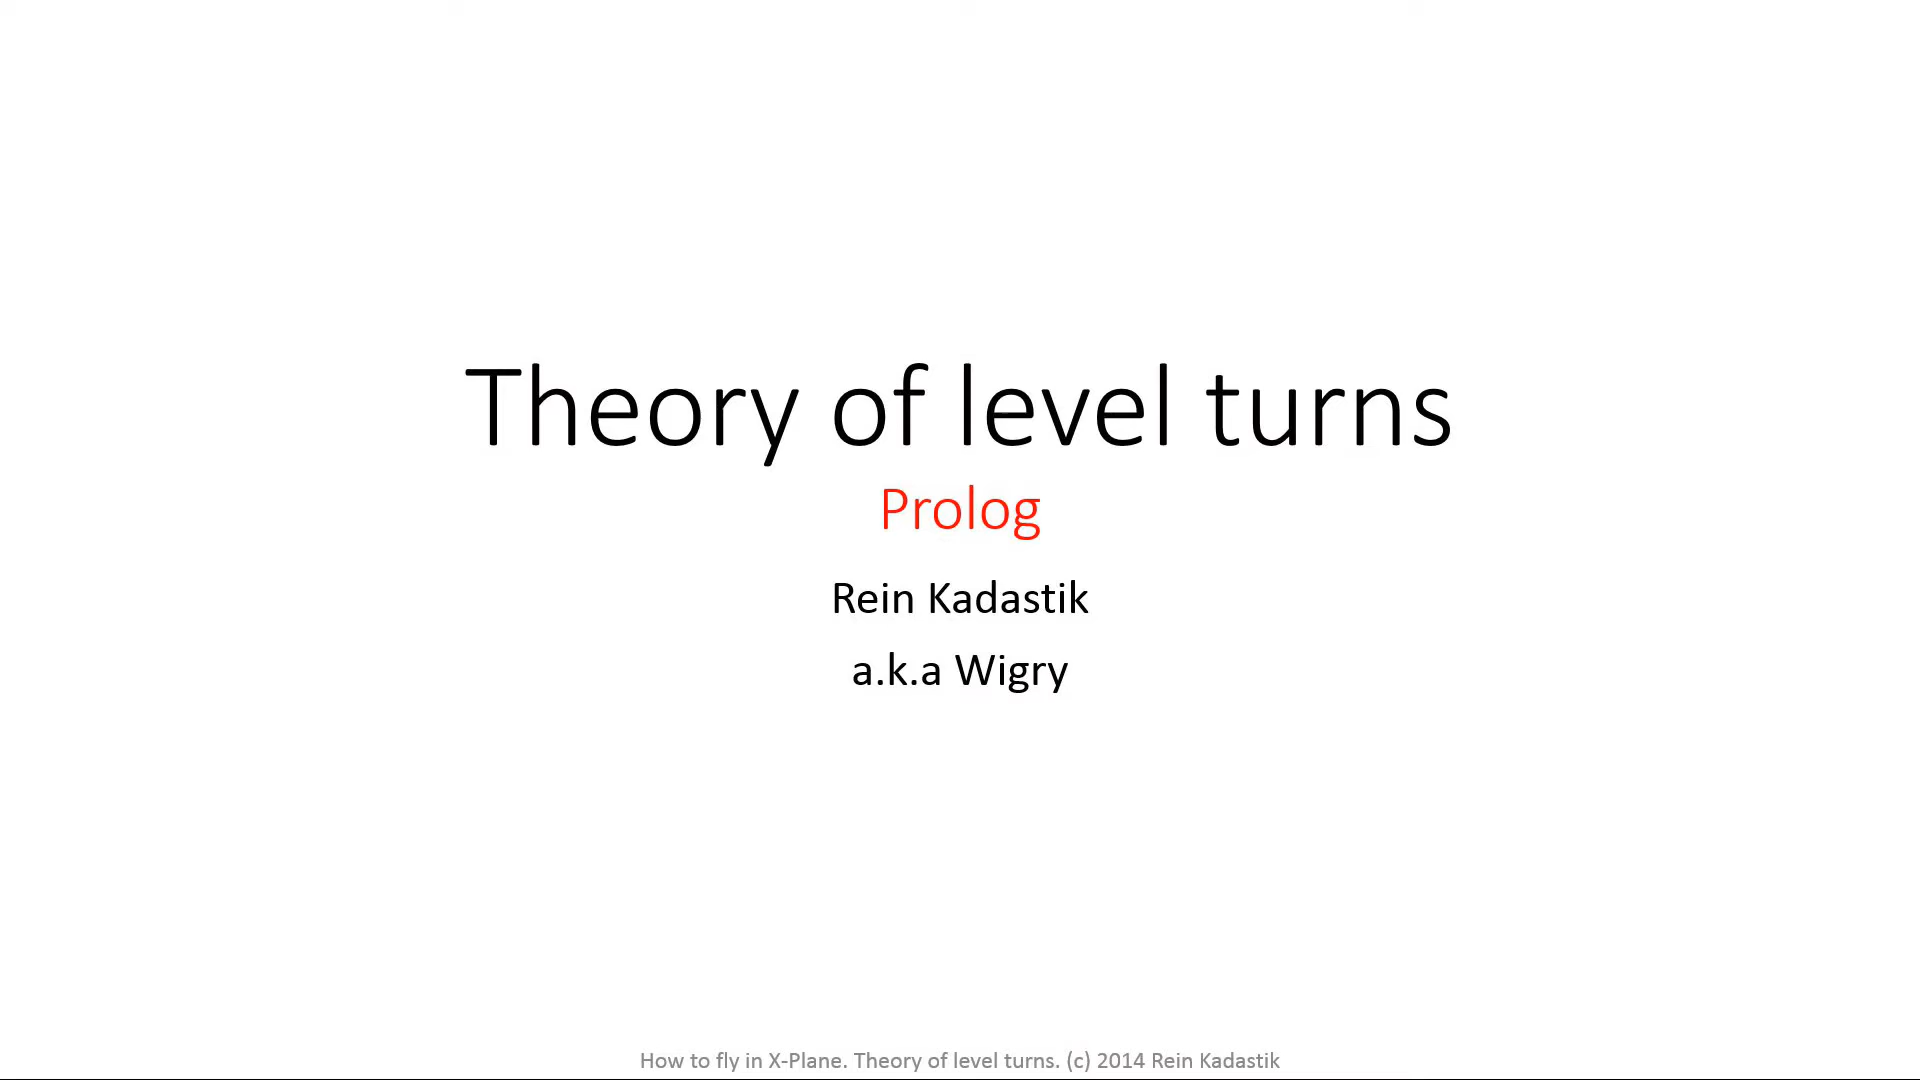 Theory of level turns
Prolog
Rein Kadastik
a.k.a Wigry
How to fly in X-Plane. Theory of level turns. (c) 2014 Rein Kadastik